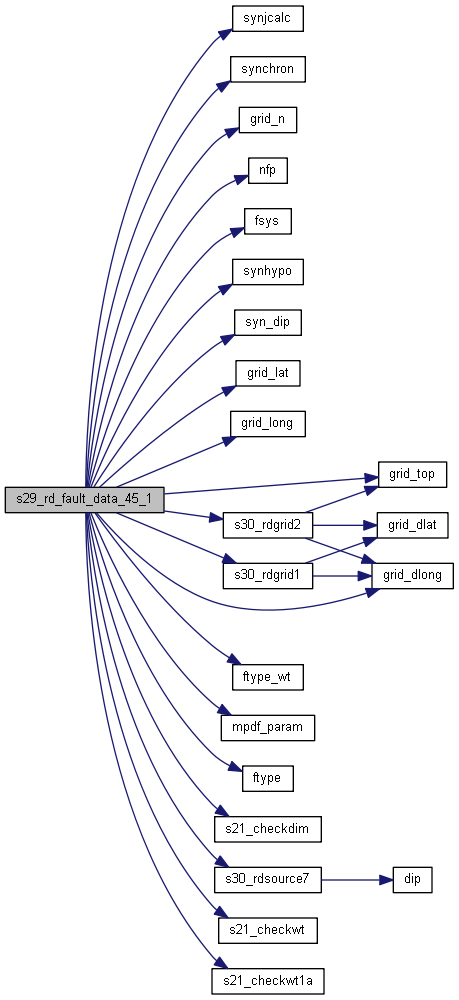 synjcalc
synchron
grid_n
nfp
fsys
synhypo
syn_dip
grid_lat
grid_long
grid_top
s29_rd_fault_data_45_1
s30_rdgrid2
grid_dlat
s30_rdgrid1
grid_dlong
ftype_wt
mpdf_param
ftype
s21_checkdim
s30_rdsource7
dip
s21_checkwt
s21_checkwt1a